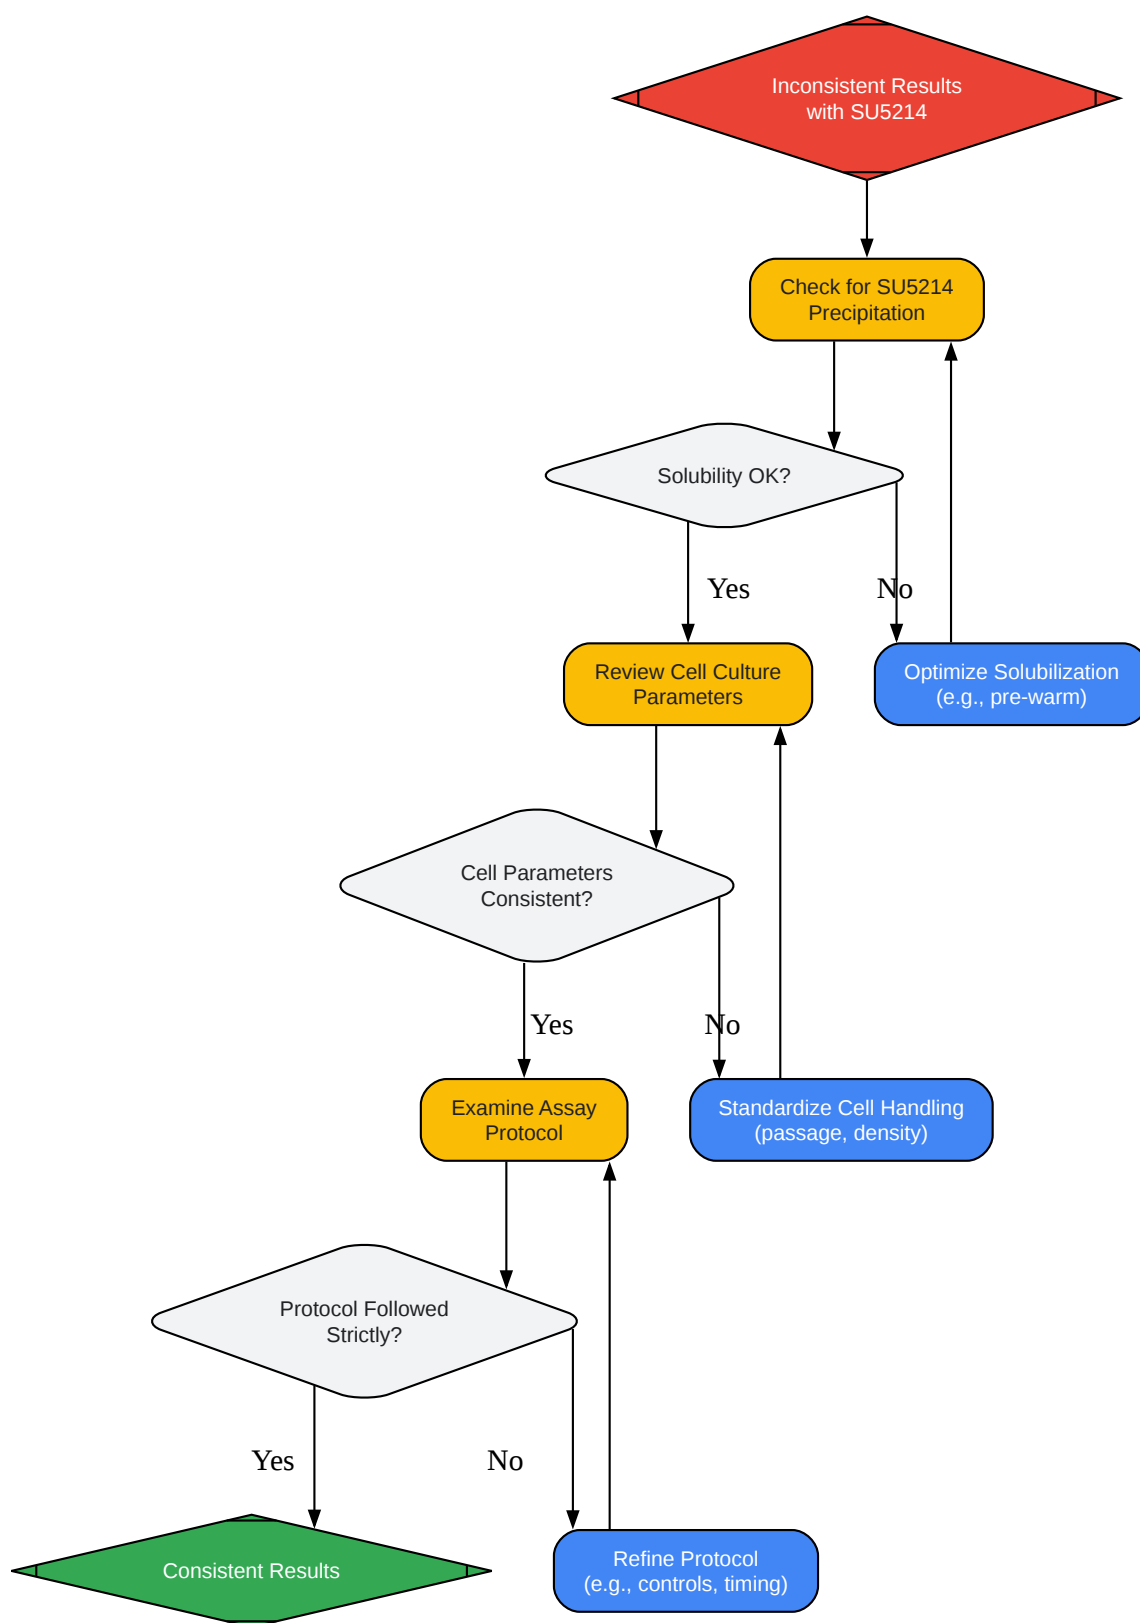 Inconsistent Results
with SU5214
Check for SU5214
Precipitation
Solubility OK?
Yes
No
Review Cell Culture
Parameters
Optimize Solubilization
(e.g., pre-warm)
Cell Parameters
Consistent?
Yes
No
Examine Assay
Protocol
Standardize Cell Handling
(passage, density)
Protocol Followed
Strictly?
Yes
No
Consistent Results
Refine Protocol
(e.g., controls, timing)